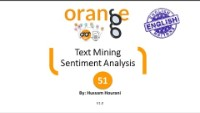 orange
ENGLISH
Text Mining
Sentiment Analysis
51
By: Hussam Hourani